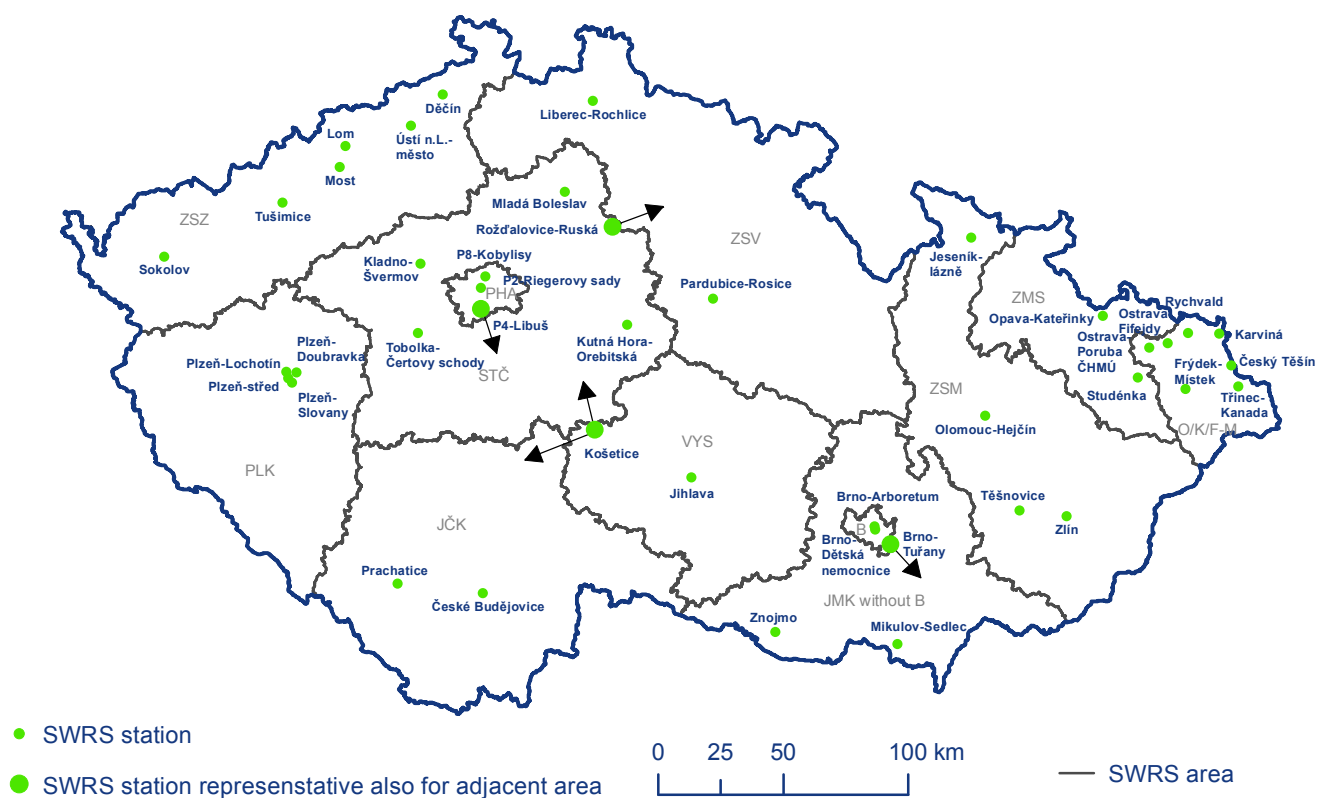 Děčín
Liberec-Rochlice
Lom
Ústí n.L.-
město
Most
Mladá Boleslav
ZSZ
Tušimice
Rožďalovice-Ruská
ZSV
Jeseník-
lázně
P8-Kobylisy
Kladno-
Švermov
Sokolov
P2-Riegerovy sady
PHA
Pardubice-Rosice
ZMS
Rychvald
Opava-Kateřinky
Ostrava
Fifejdy
P4-Libuš
Karviná
Kutná Hora-
Orebitská
Ostrava-
Poruba
ČHMÚ
Plzeň-
Doubravka
Tobolka-
Čertovy schody
Český Těšín
Plzeň-Lochotín
Frýdek-
Místek
STČ
Plzeň-střed
ZSM
Studénka
Třinec-
Kanada
Plzeň-
Slovany
Olomouc-Hejčín
O/K/F-M
VYS
Košetice
PLK
Jihlava
Brno-Arboretum
Těšnovice
JČK
B
Zlín
Brno-
Dětská
nemocnice
Brno-
Tuřany
Prachatice
České Budějovice
JMK without B
Znojmo
Mikulov-Sedlec
SWRS station
0 25 50 100 km
SWRS area
SWRS station represenstative also for adjacent area